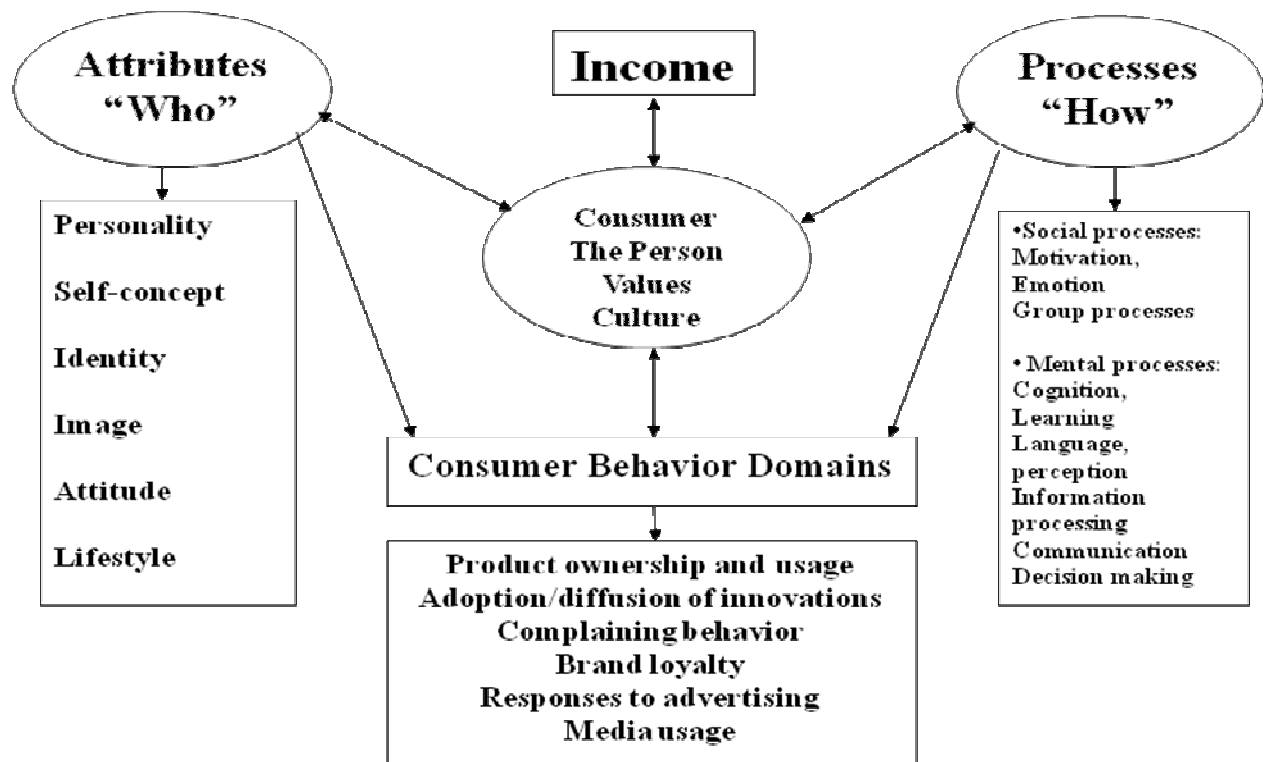 Attributes
“Who”
Income
Processes
“How”
Consumer
The Person
Values
Culture
Personality
Self-concept
Identity
Image
Attitude
Lifestyle
•Social processes:
Motivation,
Emotion
Group processes
• Mental processes:
Cognition,
Learning
Language,
perception
Information
processing
Communication
Decision making
Consumer Behavior Domains
Product ownership and usage
Adoption/diffusion of innovations
Complaining behavior
Brand loyalty
Responses to advertising
Media usage